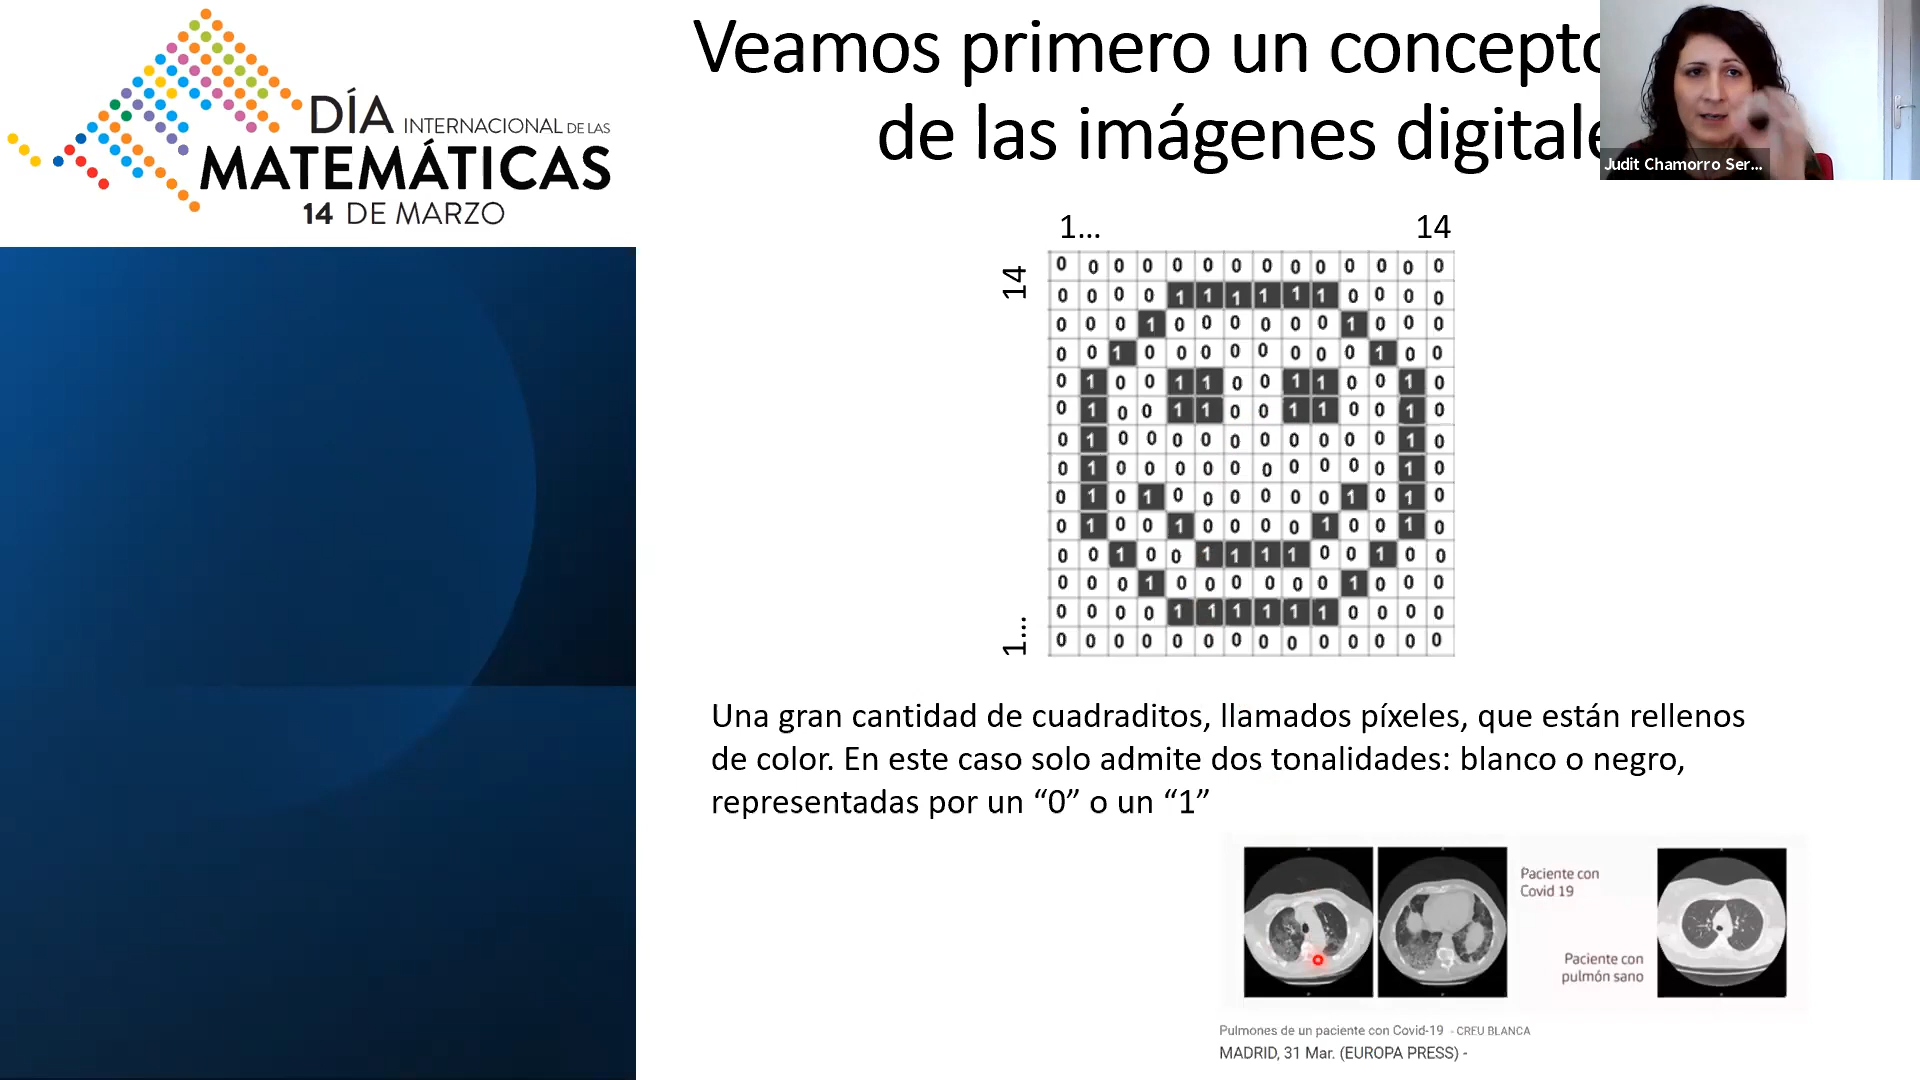 DÍA INTERNACIONAL DE LAS
MATEMÁTICAS
14 DE MARZO
Veamos primero un concepto
de las imágenes digitale
Judit Chamorro Ser...
1... 14
14
1...
0 0 0 0 0 0 0 0 0 0 0 0 0 0
0 0 0 0 1 1 1 1 1 1 0 0 0 0
0 0 0 1 0 0 0 0 0 0 1 0 0 0
0 0 1 0 0 0 0 0 0 0 0 1 0 0
0 1 0 0 1 1 0 0 1 1 0 0 1 0
0 1 0 0 1 1 0 0 1 1 0 0 1 0
0 1 0 0 0 0 0 0 0 0 0 0 1 0
0 1 0 0 0 0 0 0 0 0 0 0 1 0
0 1 0 1 0 0 0 0 0 0 1 0 1 0
0 1 0 0 1 0 0 0 0 1 0 0 1 0
0 0 1 0 0 1 1 1 1 0 0 1 0 0
0 0 0 1 0 0 0 0 0 0 1 0 0 0
0 0 0 0 1 1 1 1 1 1 0 0 0 0
0 0 0 0 0 0 0 0 0 0 0 0 0 0
Una gran cantidad de cuadraditos, llamados píxeles, que están rellenos
de color. En este caso solo admite dos tonalidades: blanco o negro,
representadas por un “0” o un “1”
Paciente con
Covid 19
Paciente con
pulmón sano
Pulmones de un paciente con Covid-19 - CREU BLANCA
MADRID, 31 Mar. (EUROPA PRESS) -